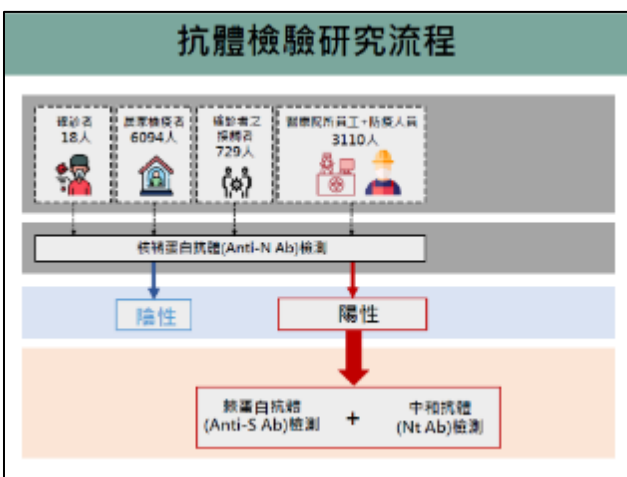 抗體檢驗研究流程
確診者
18人
居家檢疫者
6094人
確診者之
接觸者
729人
醫療院所員工+防疫人員
3110人
核殼蛋白抗體(Anti-N Ab)檢測
陰性
陽性
棘蛋白抗體
(Anti-S Ab)檢測
+
中和抗體
(Nt Ab)檢測